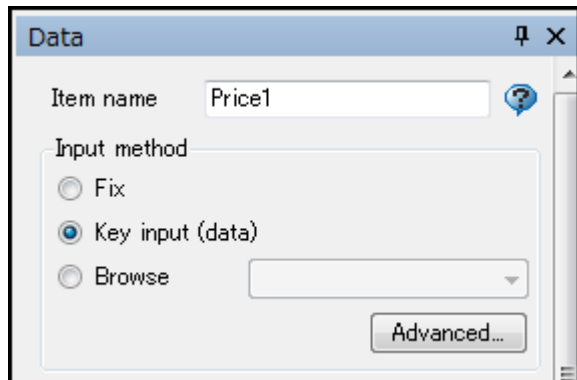 Data
Item name Price1
Input method
Fix
Key input (data)
Browse
Advanced...